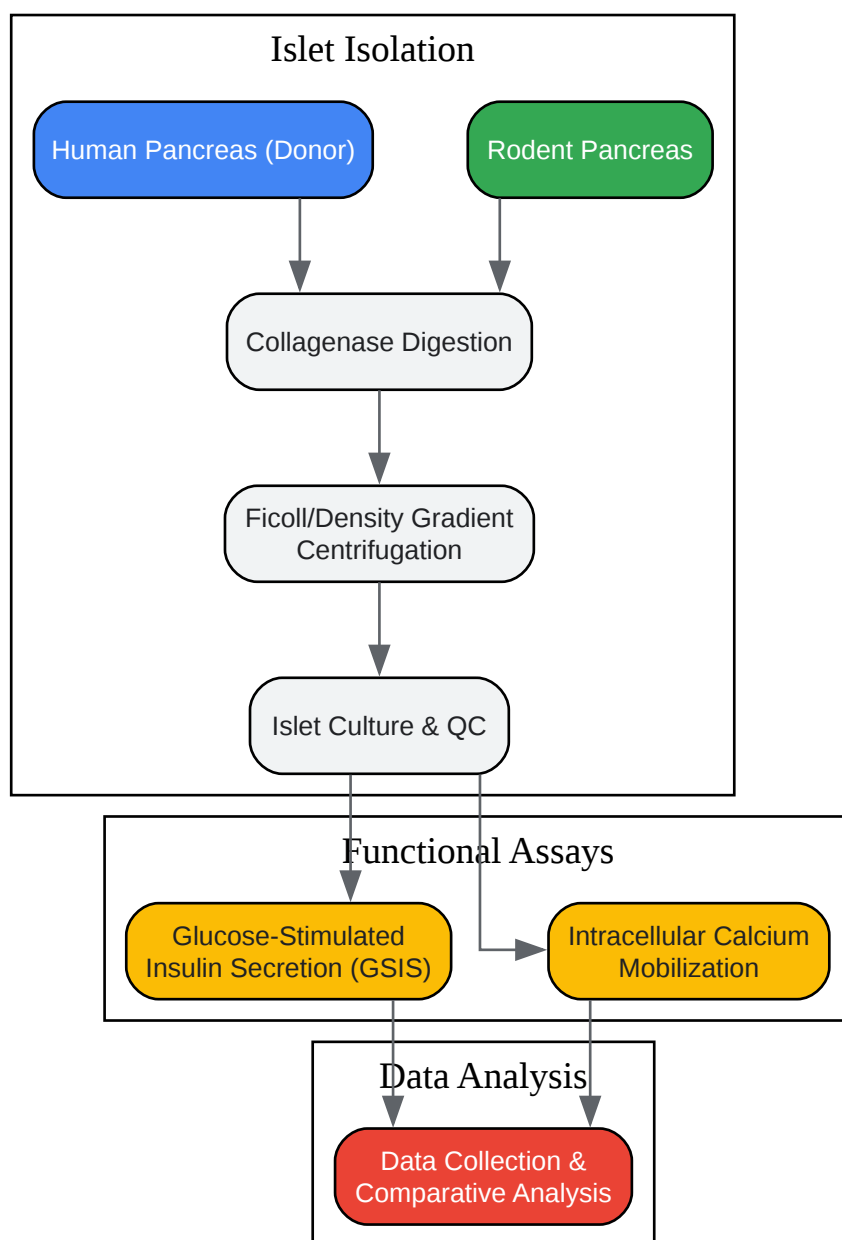 Islet Isolation
Human Pancreas (Donor)
Rodent Pancreas
Collagenase Digestion
Ficoll/Density Gradient
Centrifugation
Islet Culture & QC
Functional Assays
Glucose-Stimulated
Insulin Secretion (GSIS)
Intracellular Calcium
Mobilization
Data Analysis
Data Collection &
Comparative Analysis